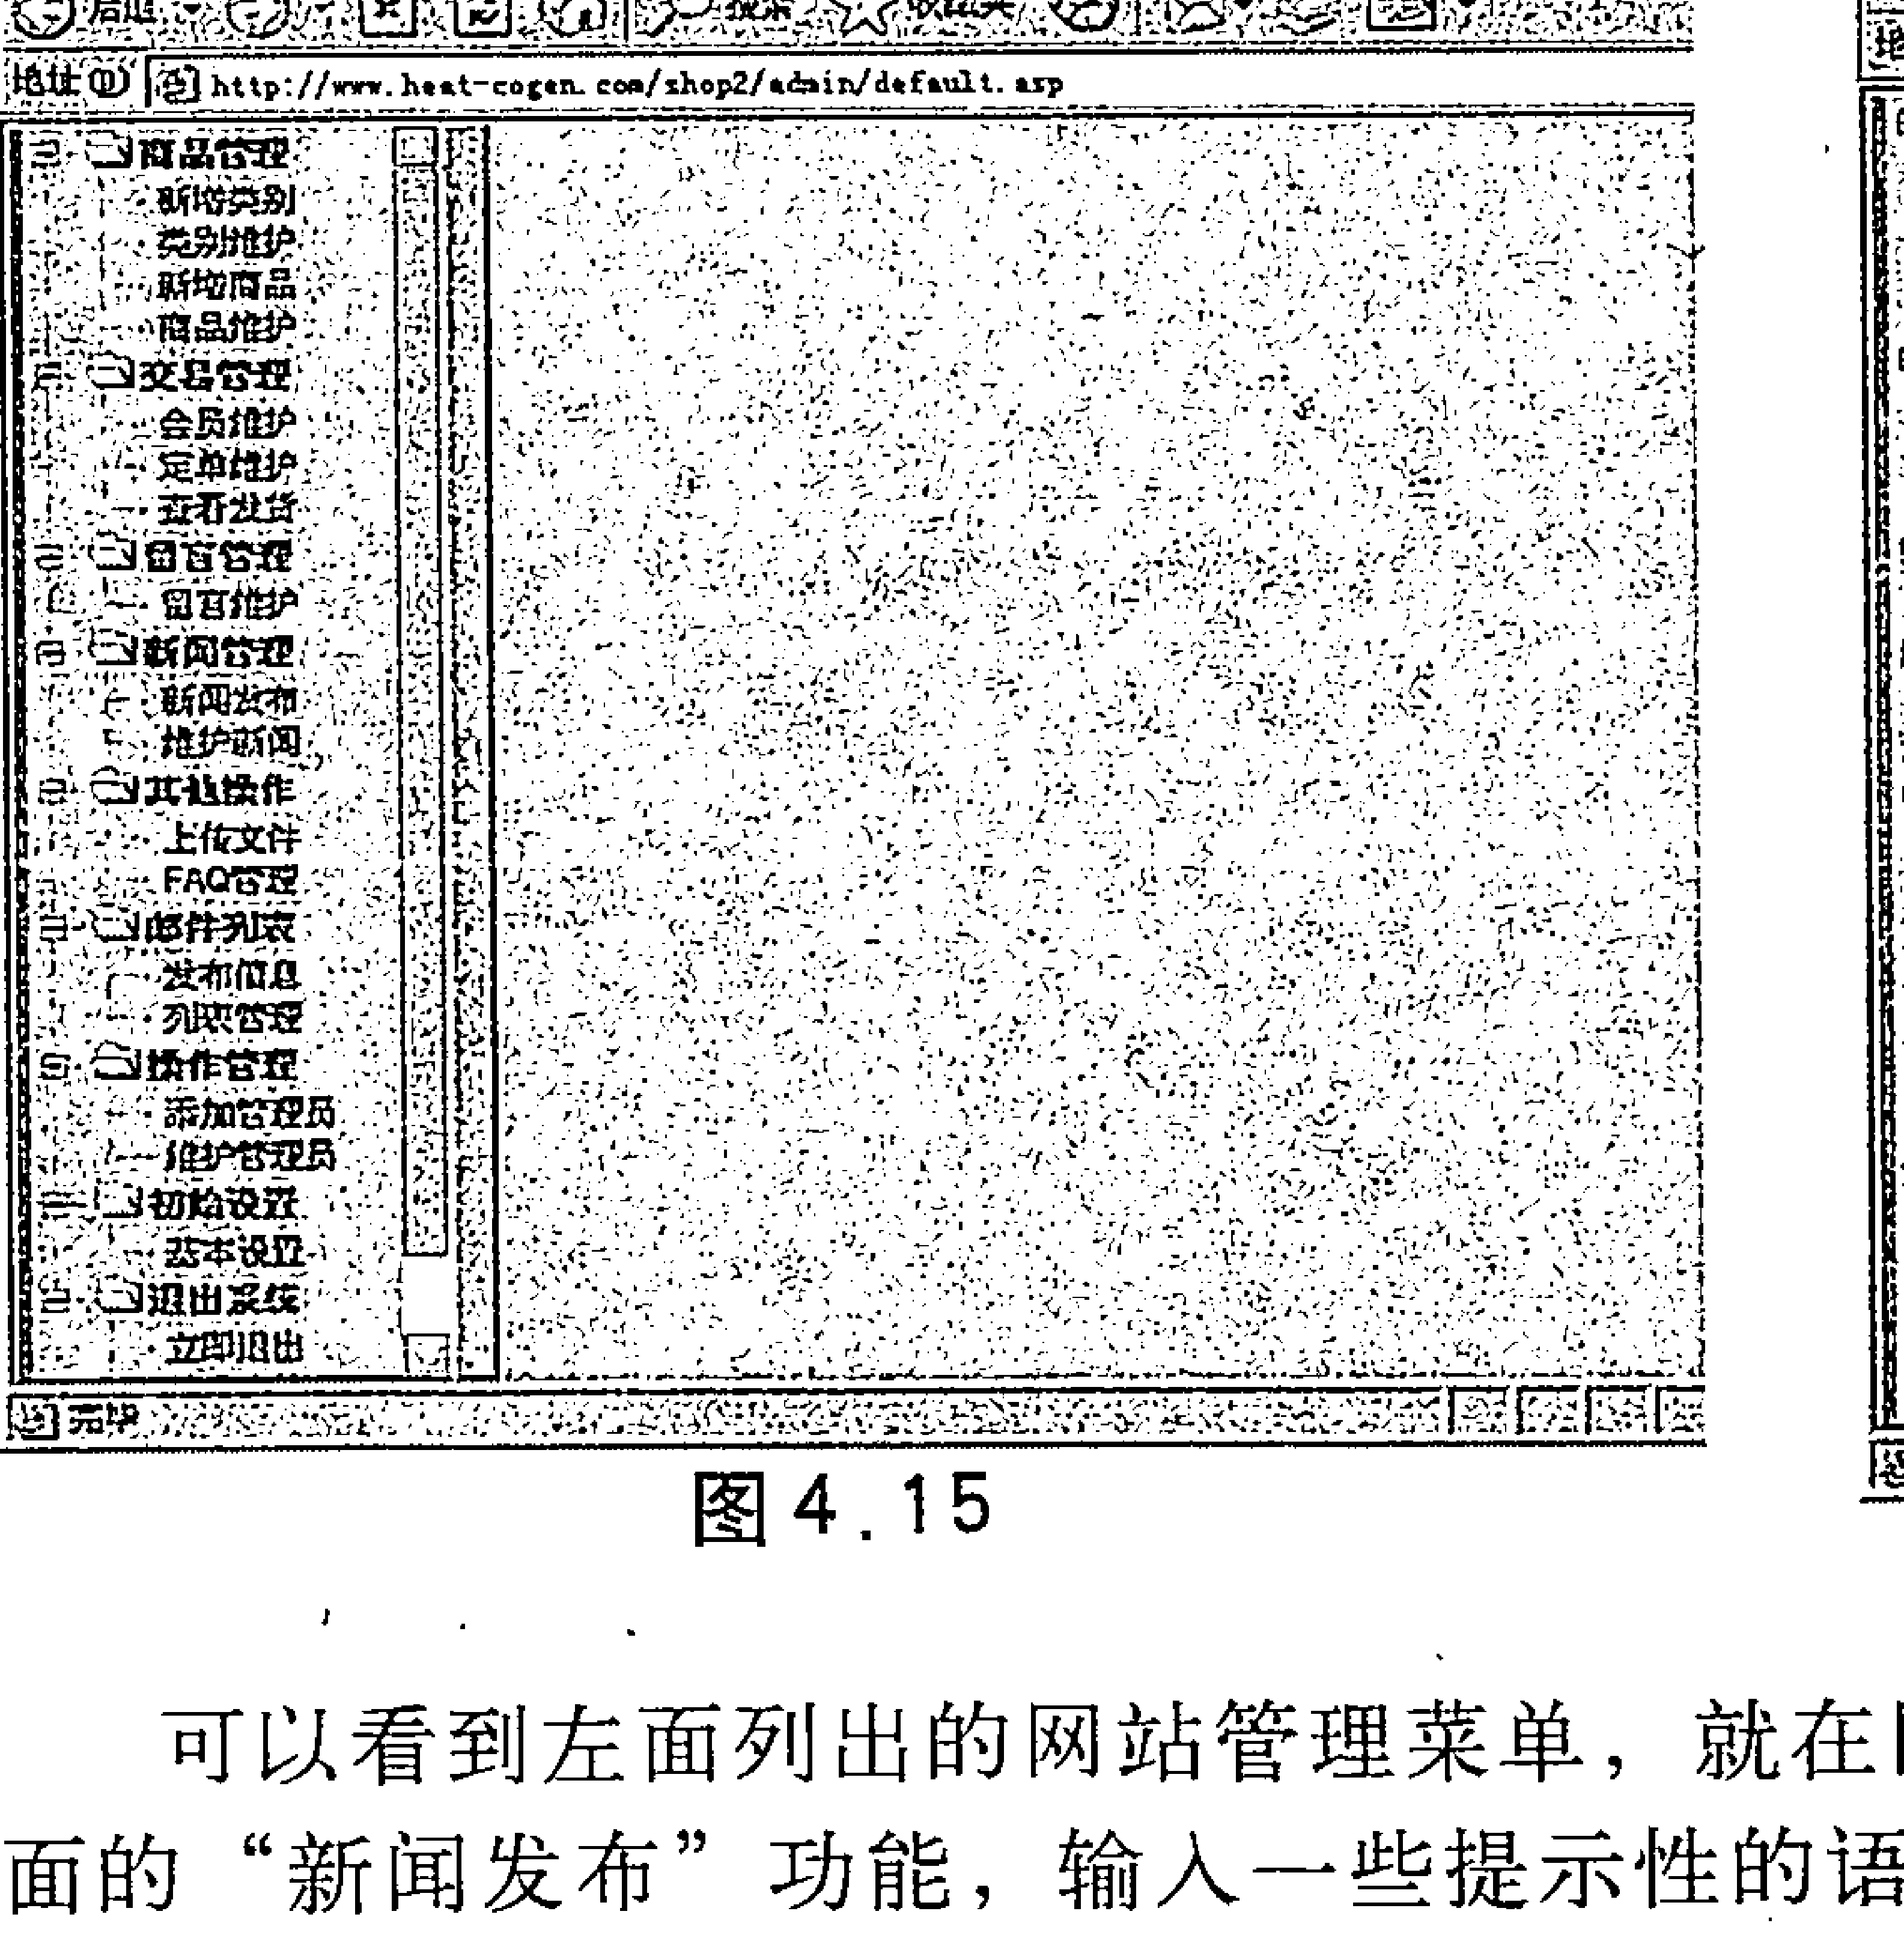 后退 搜索 收藏夹
地址(D) http://www.heat-cogen.com/shop2/admin/default.asp
商品管理
新增类别
类别维护
新增商品
商品维护
交易管理
会员维护
定单维护
查看发货
留言管理
留言维护
新闻管理
新闻发布
维护新闻
其他操作
上传文件
FAQ管理
邮件列表
发布信息
列表管理
操作管理
添加管理员
维护管理员
初始设置
基本设置
退出系统
立即退出
完毕
图4.15
可以看到左面列出的网站管理菜单，就在
面的“新闻发布”功能，输入一些提示性的语